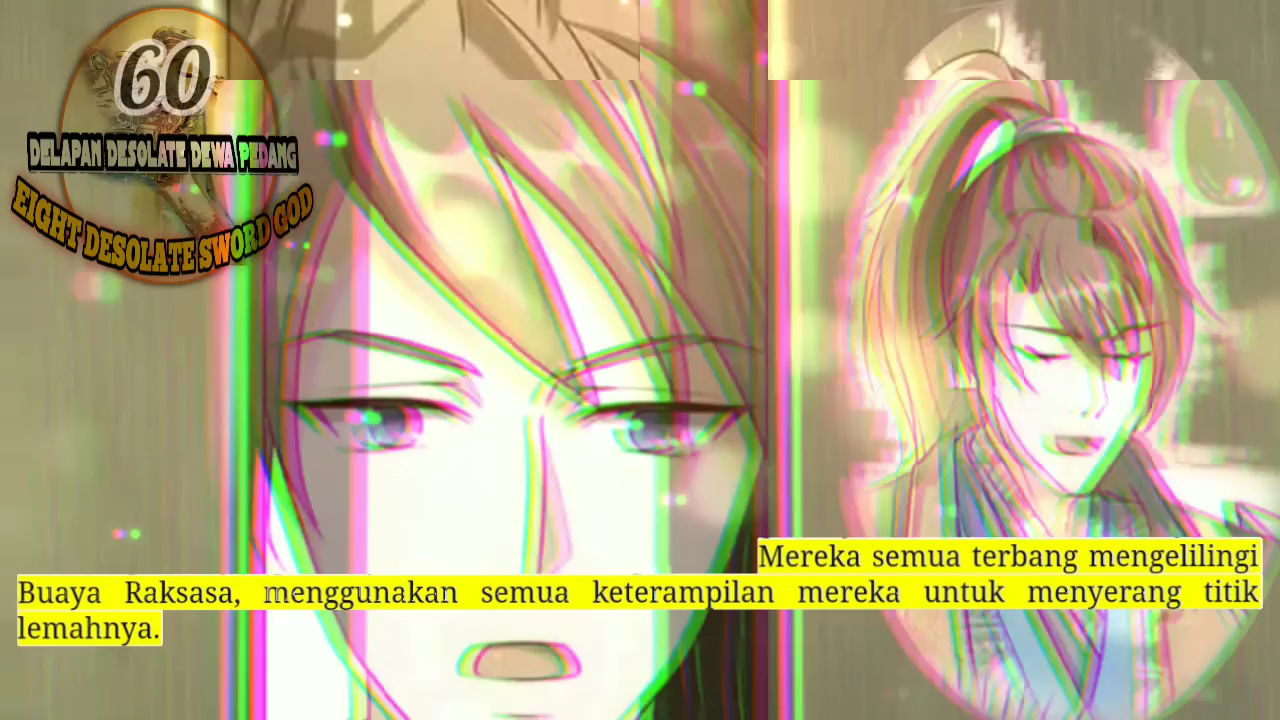 60
DELAPAN DESOLATE DEWA PEDANG
EIGHT DESOLATE SWORD GOD
Mereka semua terbang mengelilingi
Buaya Raksasa, menggunakan semua keterampilan mereka untuk menyerang titik
lemahnya.